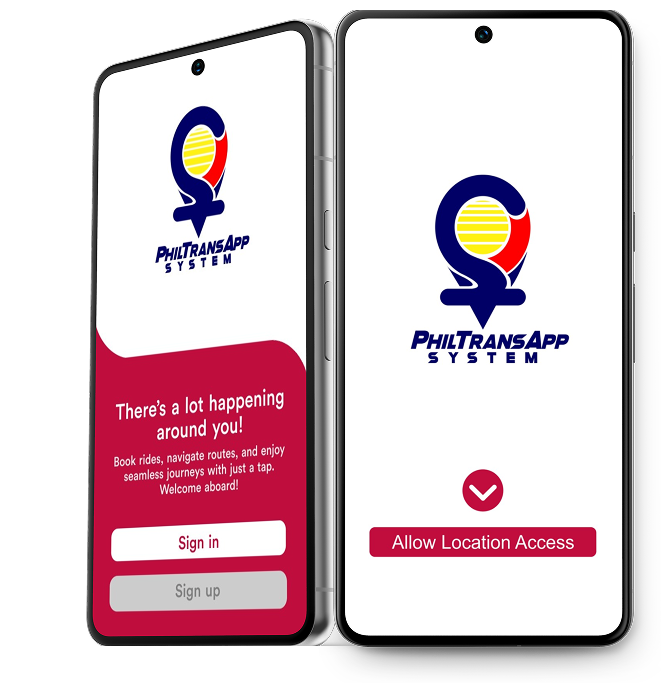 PHILTRANSAPP
SYSTEM
There's a lot happening
around you!
Book rides, navigate routes, and enjoy
seamless journeys with just a tap.
Welcome aboard!
Sign in
Sign up
PHILTRANSAPP
SYSTEM
Allow Location Access